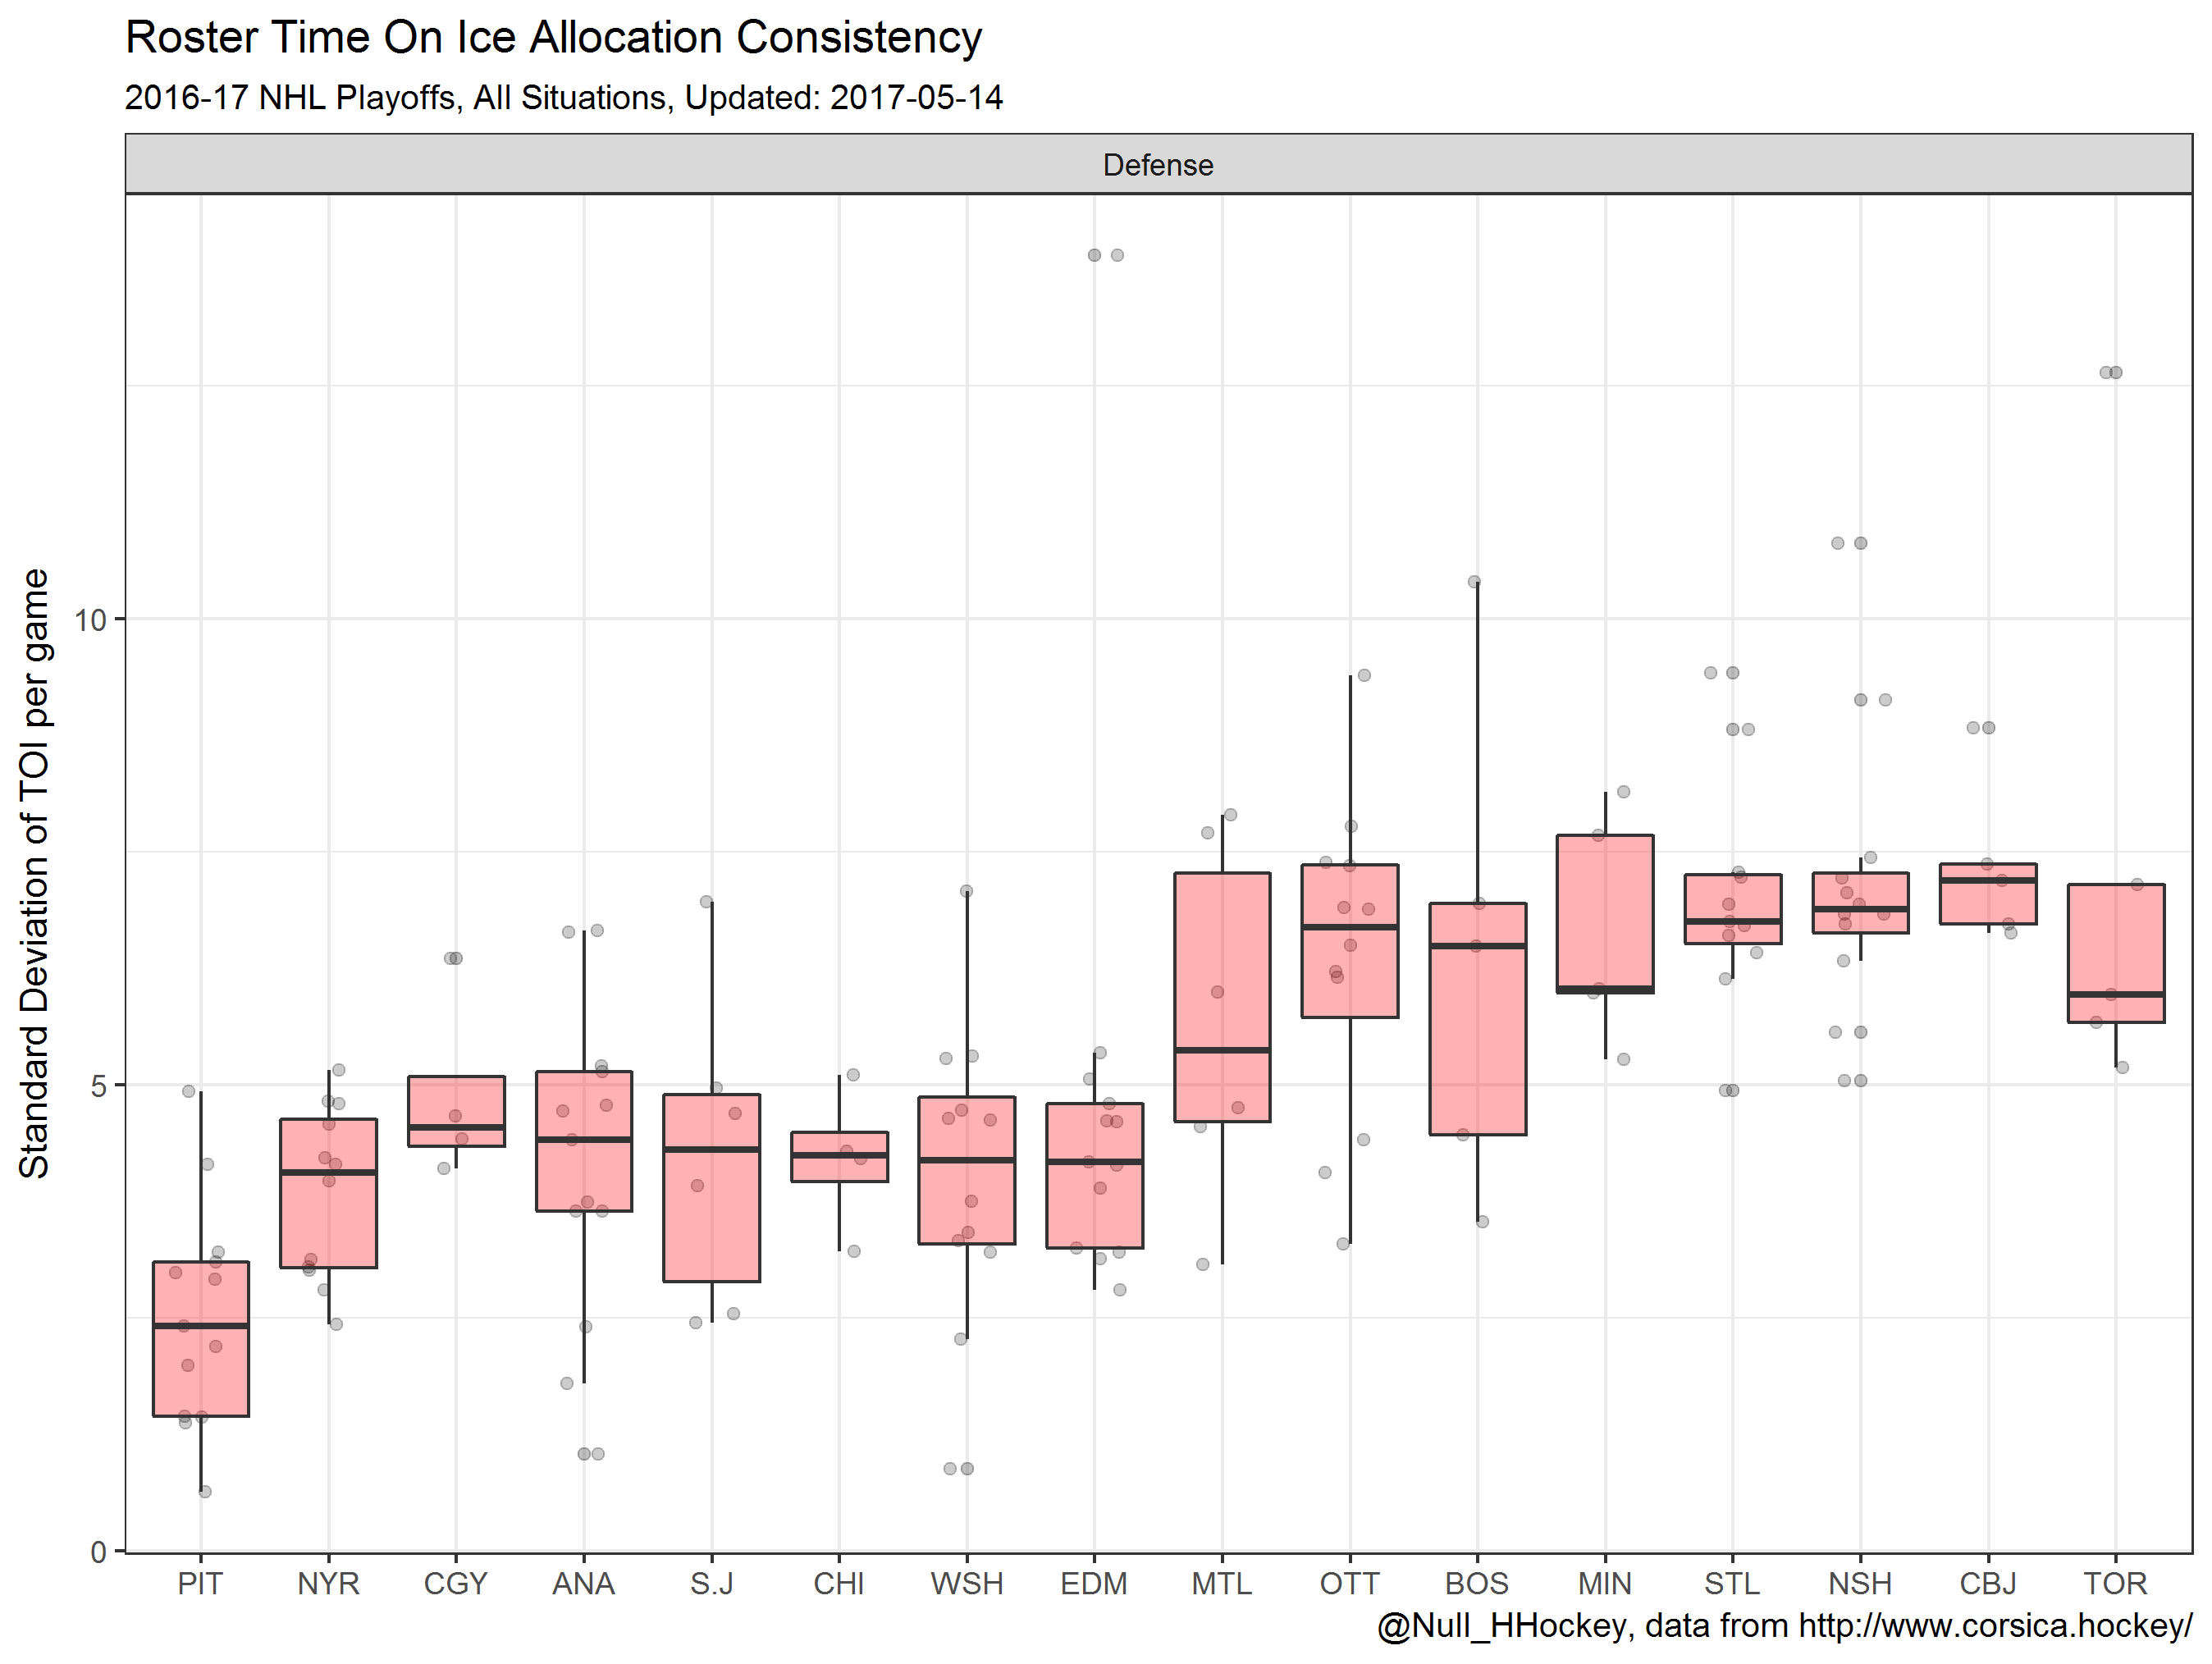 Roster Time On Ice Allocation Consistency
2016-17 NHL Playoffs, All Situations, Updated: 2017-05-14
Defense
Standard Deviation of TOI per game
10
5
0
PIT NYR CGY ANA S.J CHI WSH EDM MTL OTT BOS MIN STL NSH CBJ TOR
@Null_HHockey, data from http://www.corsica.hockey/